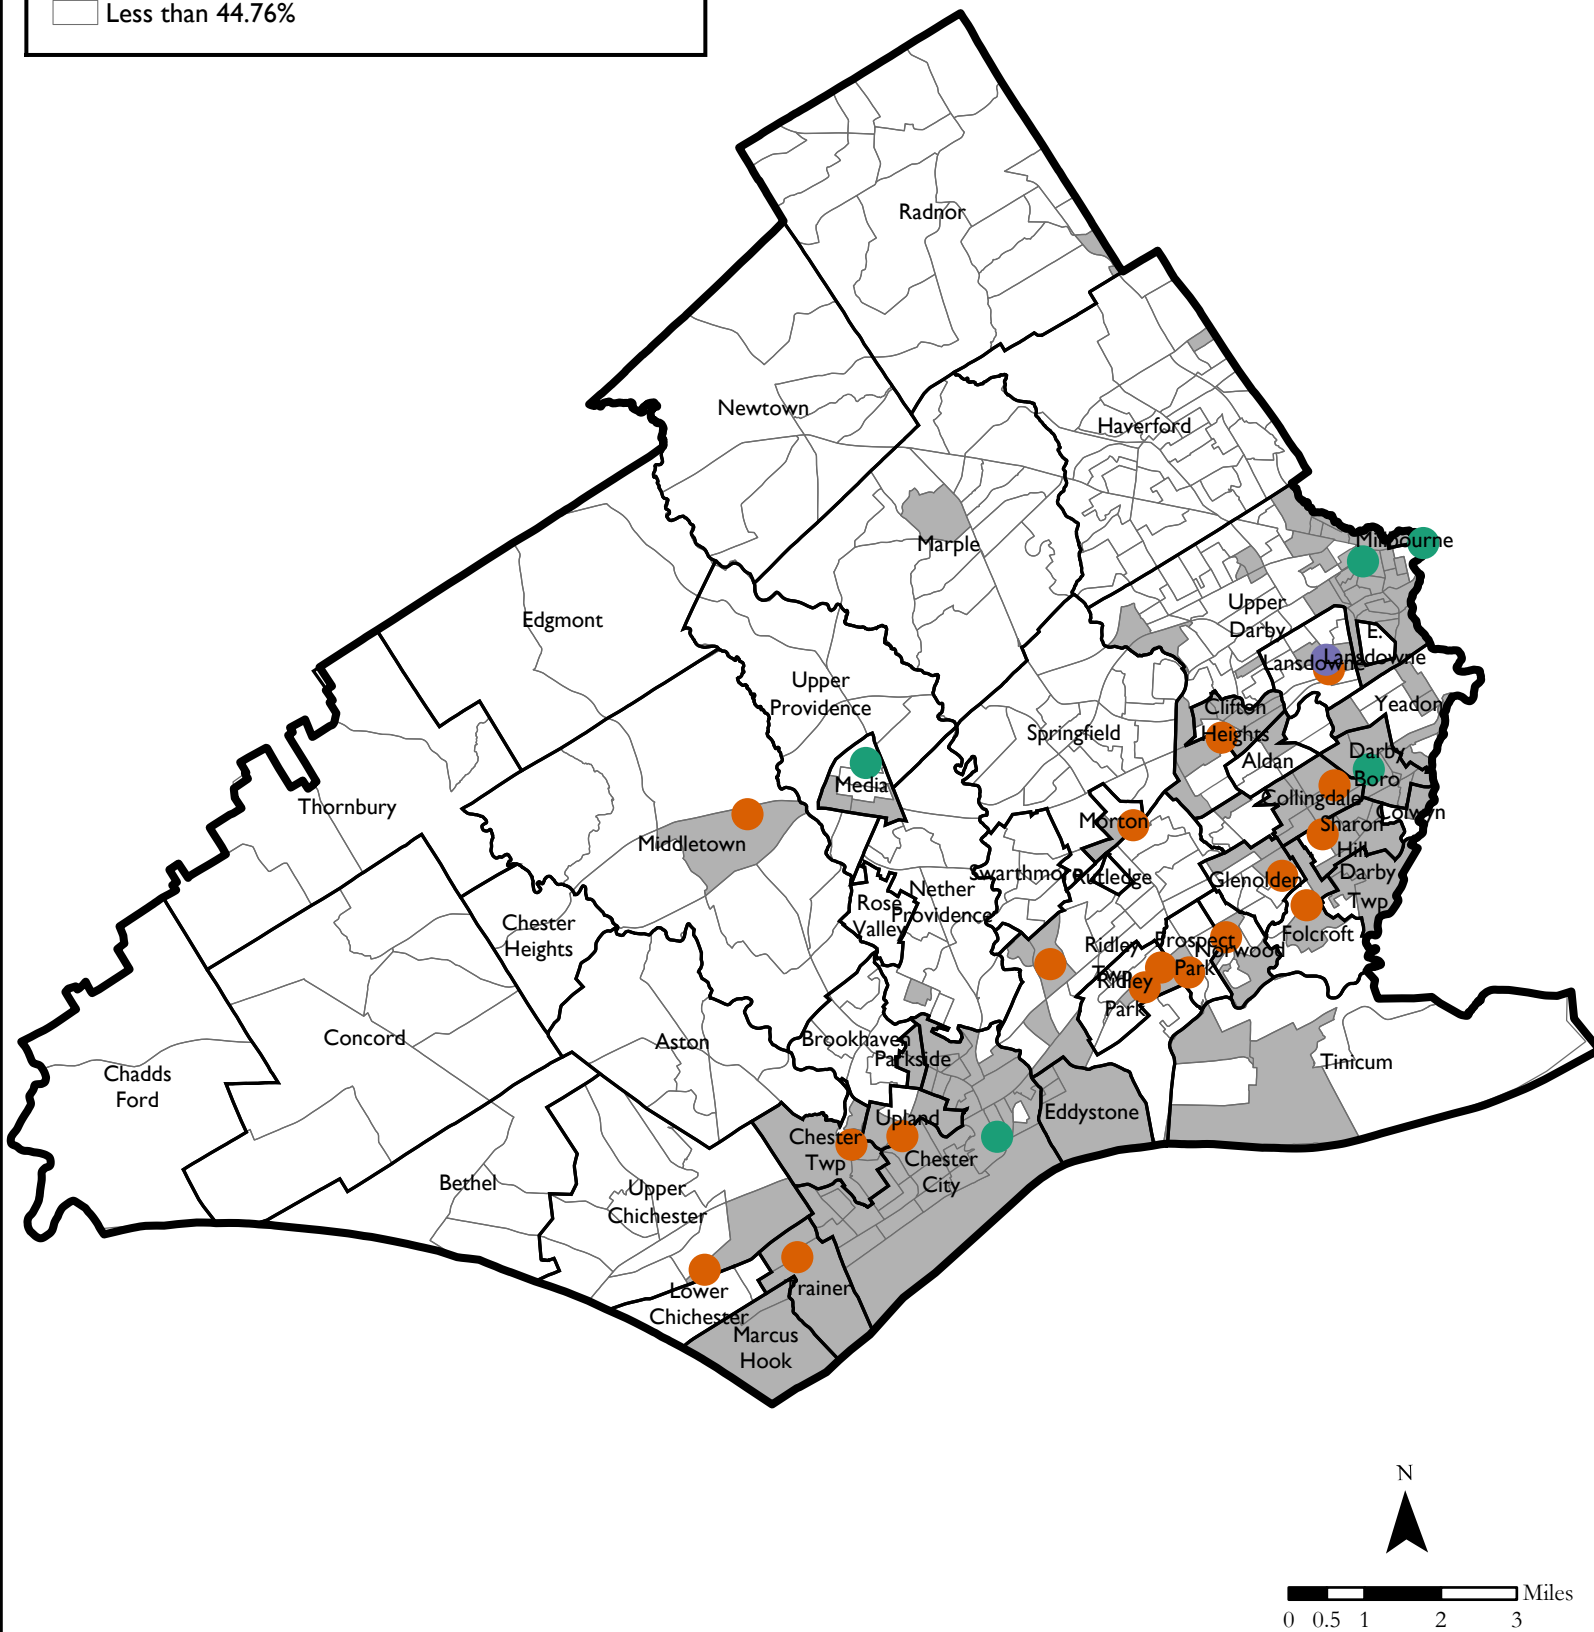 Less than 44.76%
Radnor
Newtown
Haverford
Marple
Millbourne
Edgmont
Upper
Darby
E.
Lansdowne
Lansdowne
Upper
Providence
Springfield
Clifton
Heights
Yeadon
Aldan
Darby
Boro
Media
Collingdale
Colwyn
Thornbury
Morton
Sharon
Hill
Middletown
Swarthmore
Rutledge
Glenolden
Darby
Twp
Nether
Providence
Rose
Valley
Chester
Heights
Folcroft
Ridley
Twp
Prospect
Park
Norwood
Ridley
Park
Concord
Aston
Brookhaven
Parkside
Tinicum
Chadds
Ford
Eddystone
Upland
Chester
Twp
Chester
City
Bethel
Upper
Chichester
Lower
Chichester
Trainer
Marcus
Hook
N
Miles
0 0.5 1 2 3